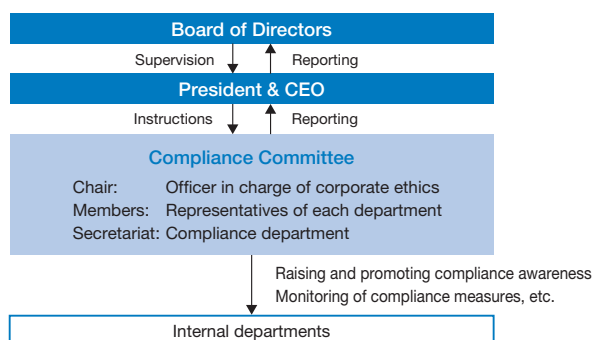 Board of Directors
Supervision Reporting
President & CEO
Instructions Reporting
Compliance Committee
Chair: Officer in charge of corporate ethics
Members: Representatives of each department
Secretariat: Compliance department
Raising and promoting compliance awareness
Monitoring of compliance measures, etc.
Internal departments